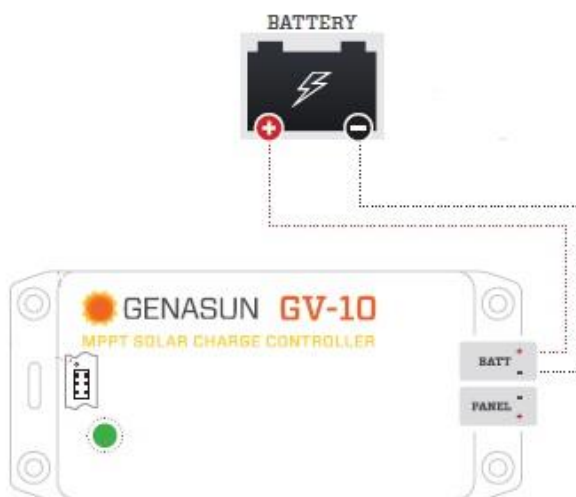 BATTERY
+ −
GENASUN GV-10
MPPT SOLAR CHARGE CONTROLLER
BATT + -
PANEL - +